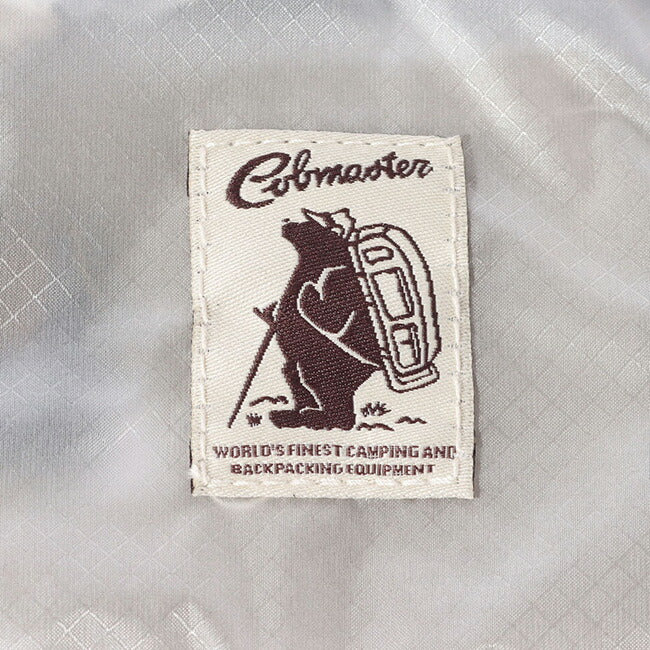 Cobmaster
WORLD'S FINEST CAMPING AND
BACKPACKING EQUIPMENT